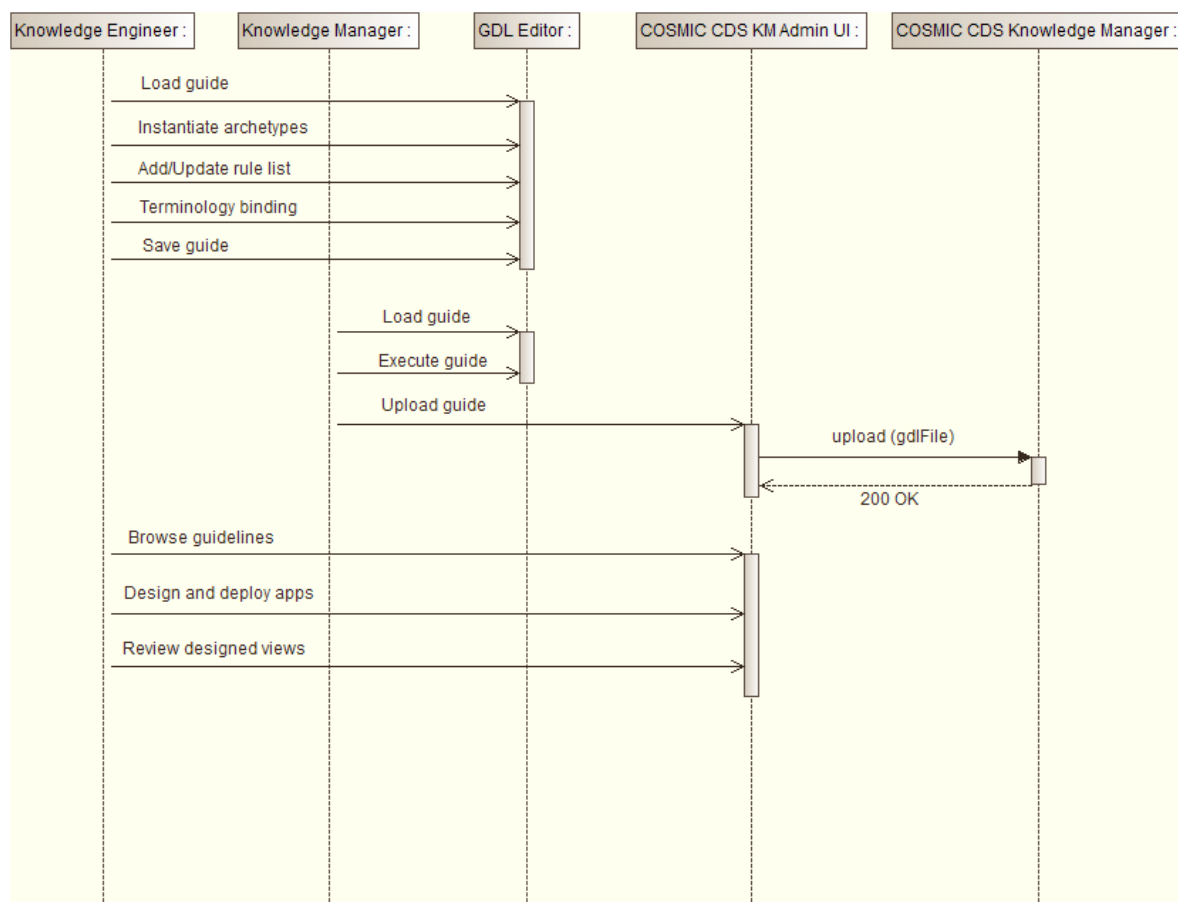 Knowledge Engineer :
Knowledge Manager :
GDL Editor :
COSMIC CDS KM Admin UI :
COSMIC CDS Knowledge Manager :
Load guide
Instantiate archetypes
Add/Update rule list
Terminology binding
Save guide
Load guide
Execute guide
Upload guide
upload (gdlFile)
200 OK
Browse guidelines
Design and deploy apps
Review designed views